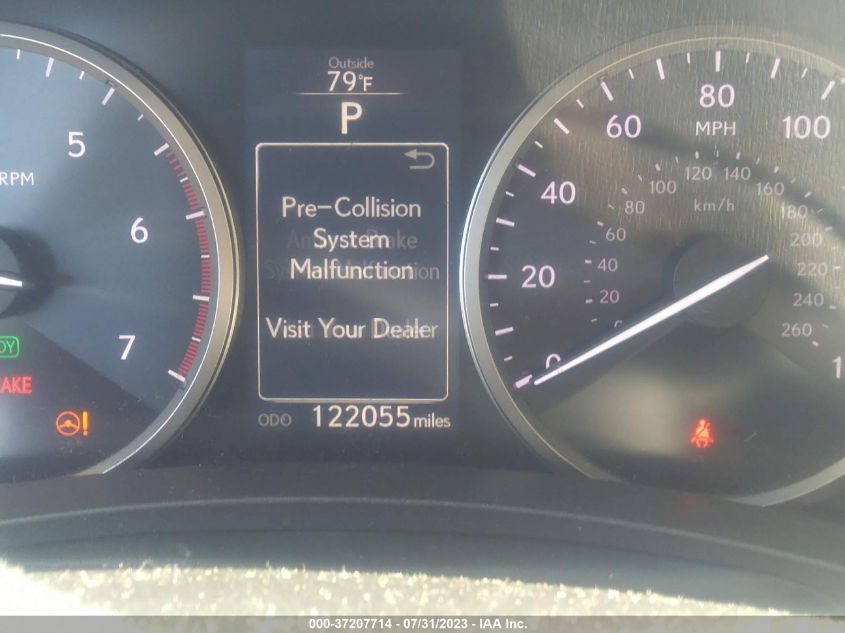 Outside
79°F
P
Pre-Collision
System
Malfunction
Visit Your Dealer
ODO 122055 miles
5
RPM
6
7
0
20
40
60
80
100
MPH
km/h
20
40
60
80
100
120
140
160
180
200
220
240
260
000-37207714 - 07/31/2023 - IAA Inc.